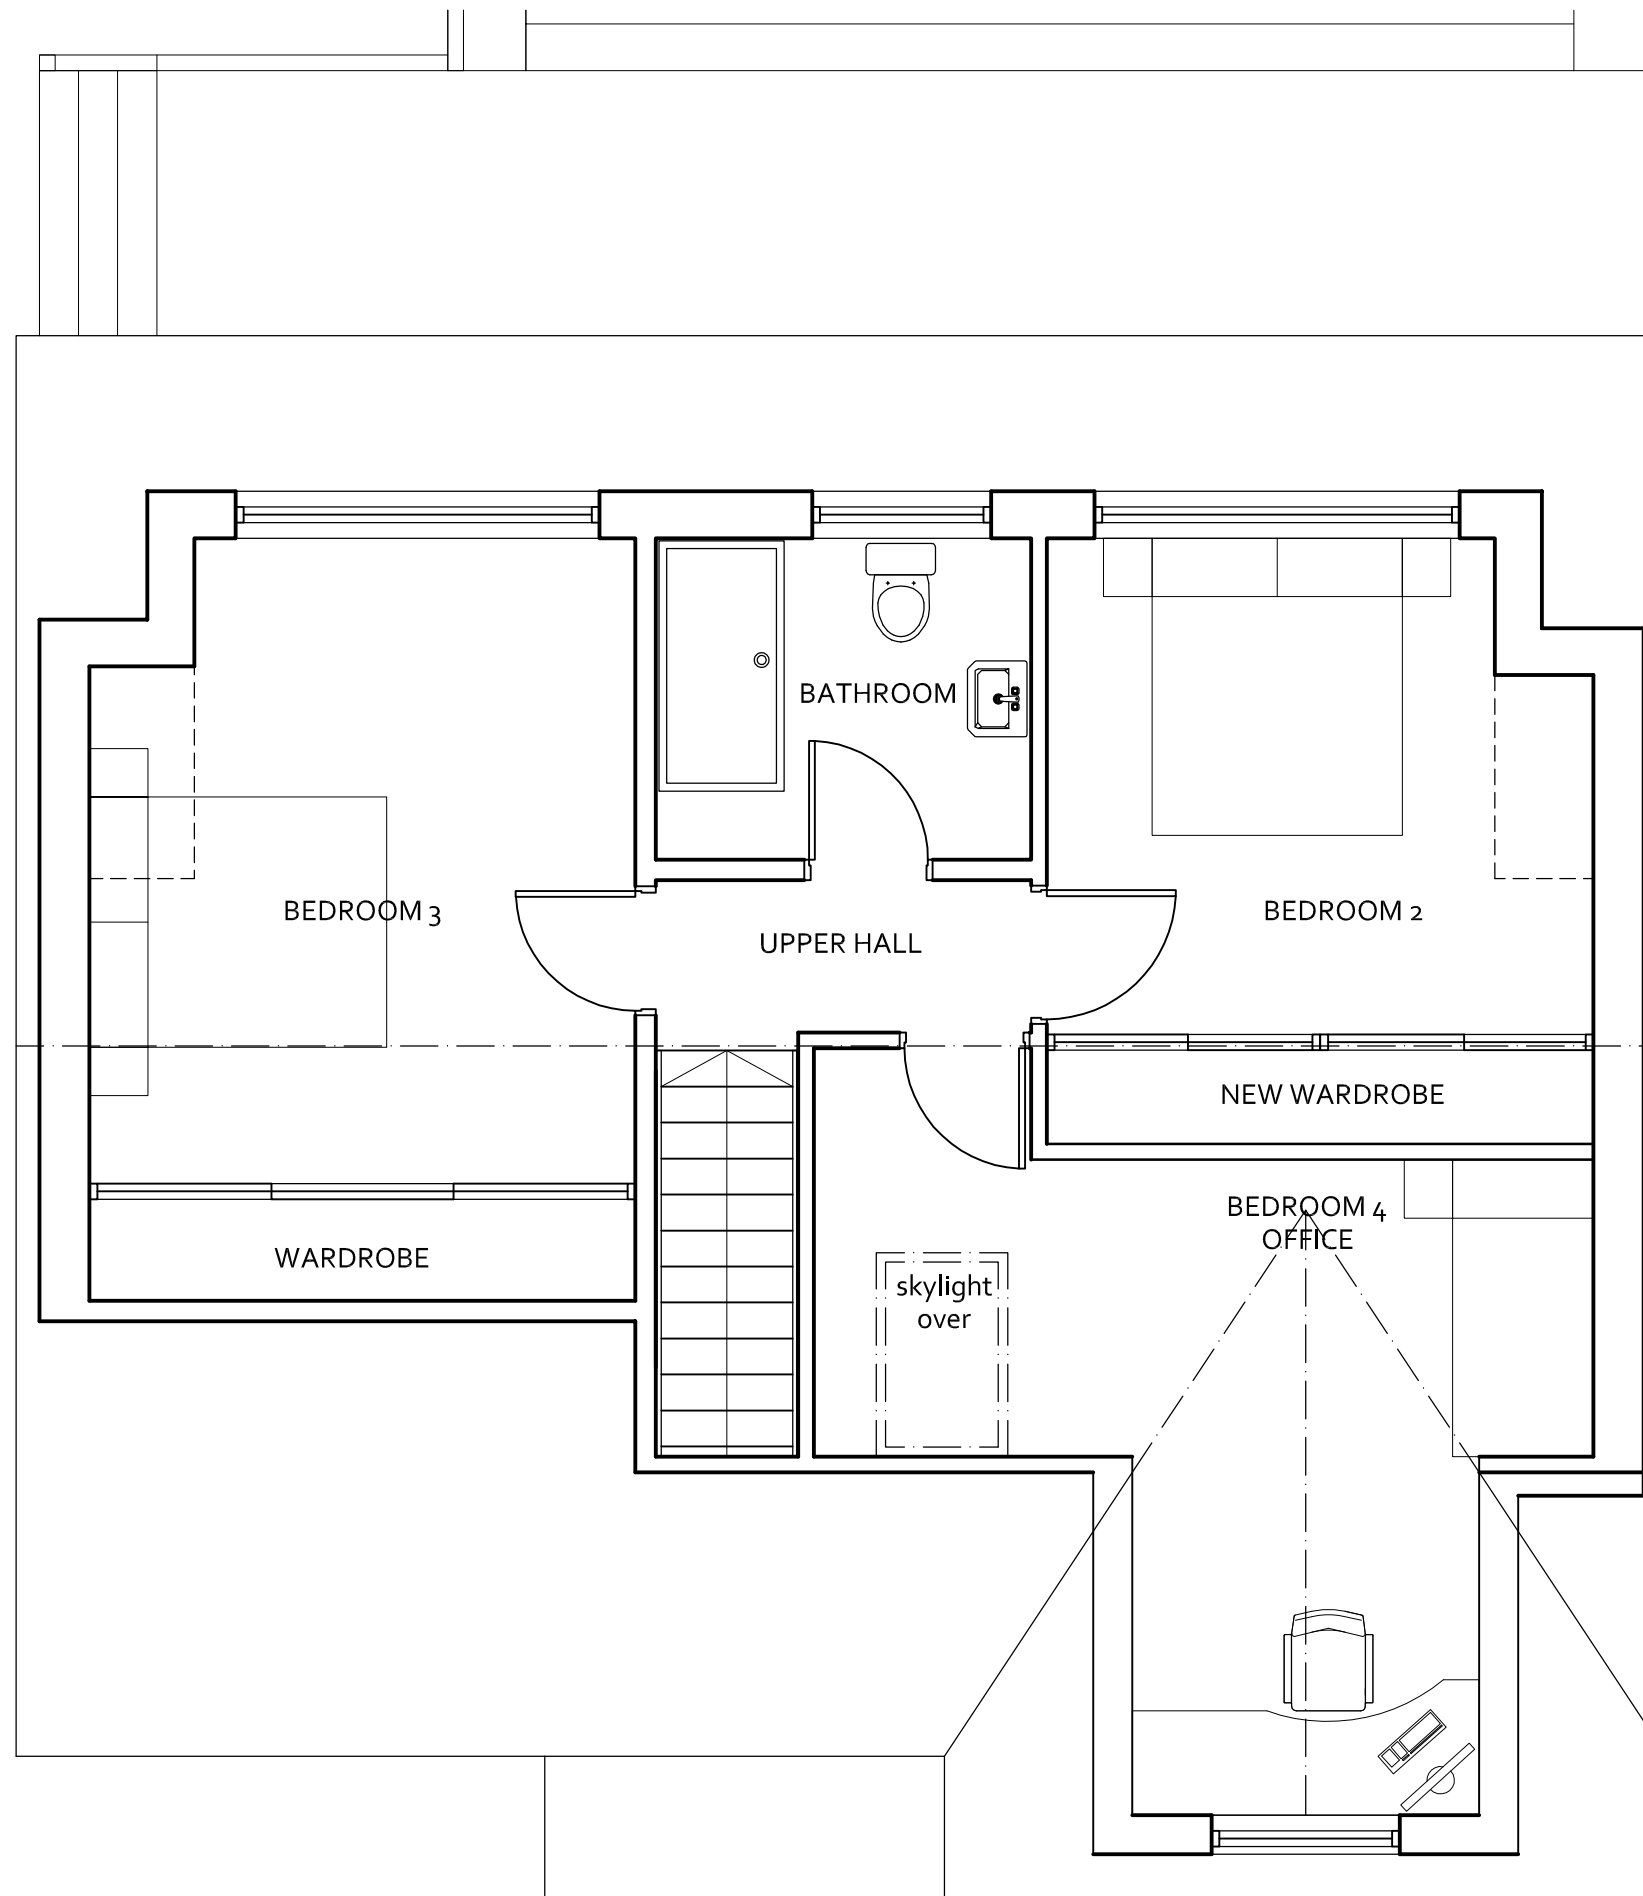 BATHROOM
BEDROOM 3
BEDROOM 2
UPPER HALL
NEW WARDROBE
BEDROOM 4
OFFICE
WARDROBE
skylight
over